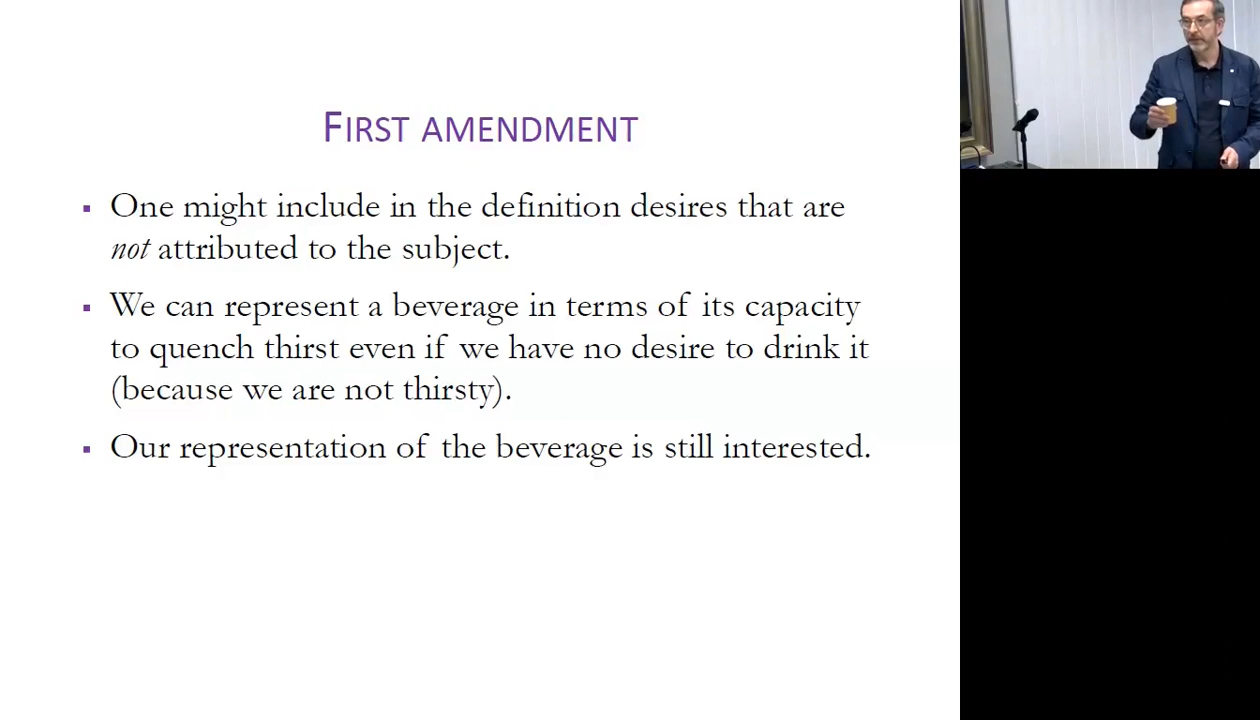 FIRST AMENDMENT
▪ One might include in the definition desires that are
not attributed to the subject.
▪ We can represent a beverage in terms of its capacity
to quench thirst even if we have no desire to drink it
(because we are not thirsty).
▪ Our representation of the beverage is still interested.